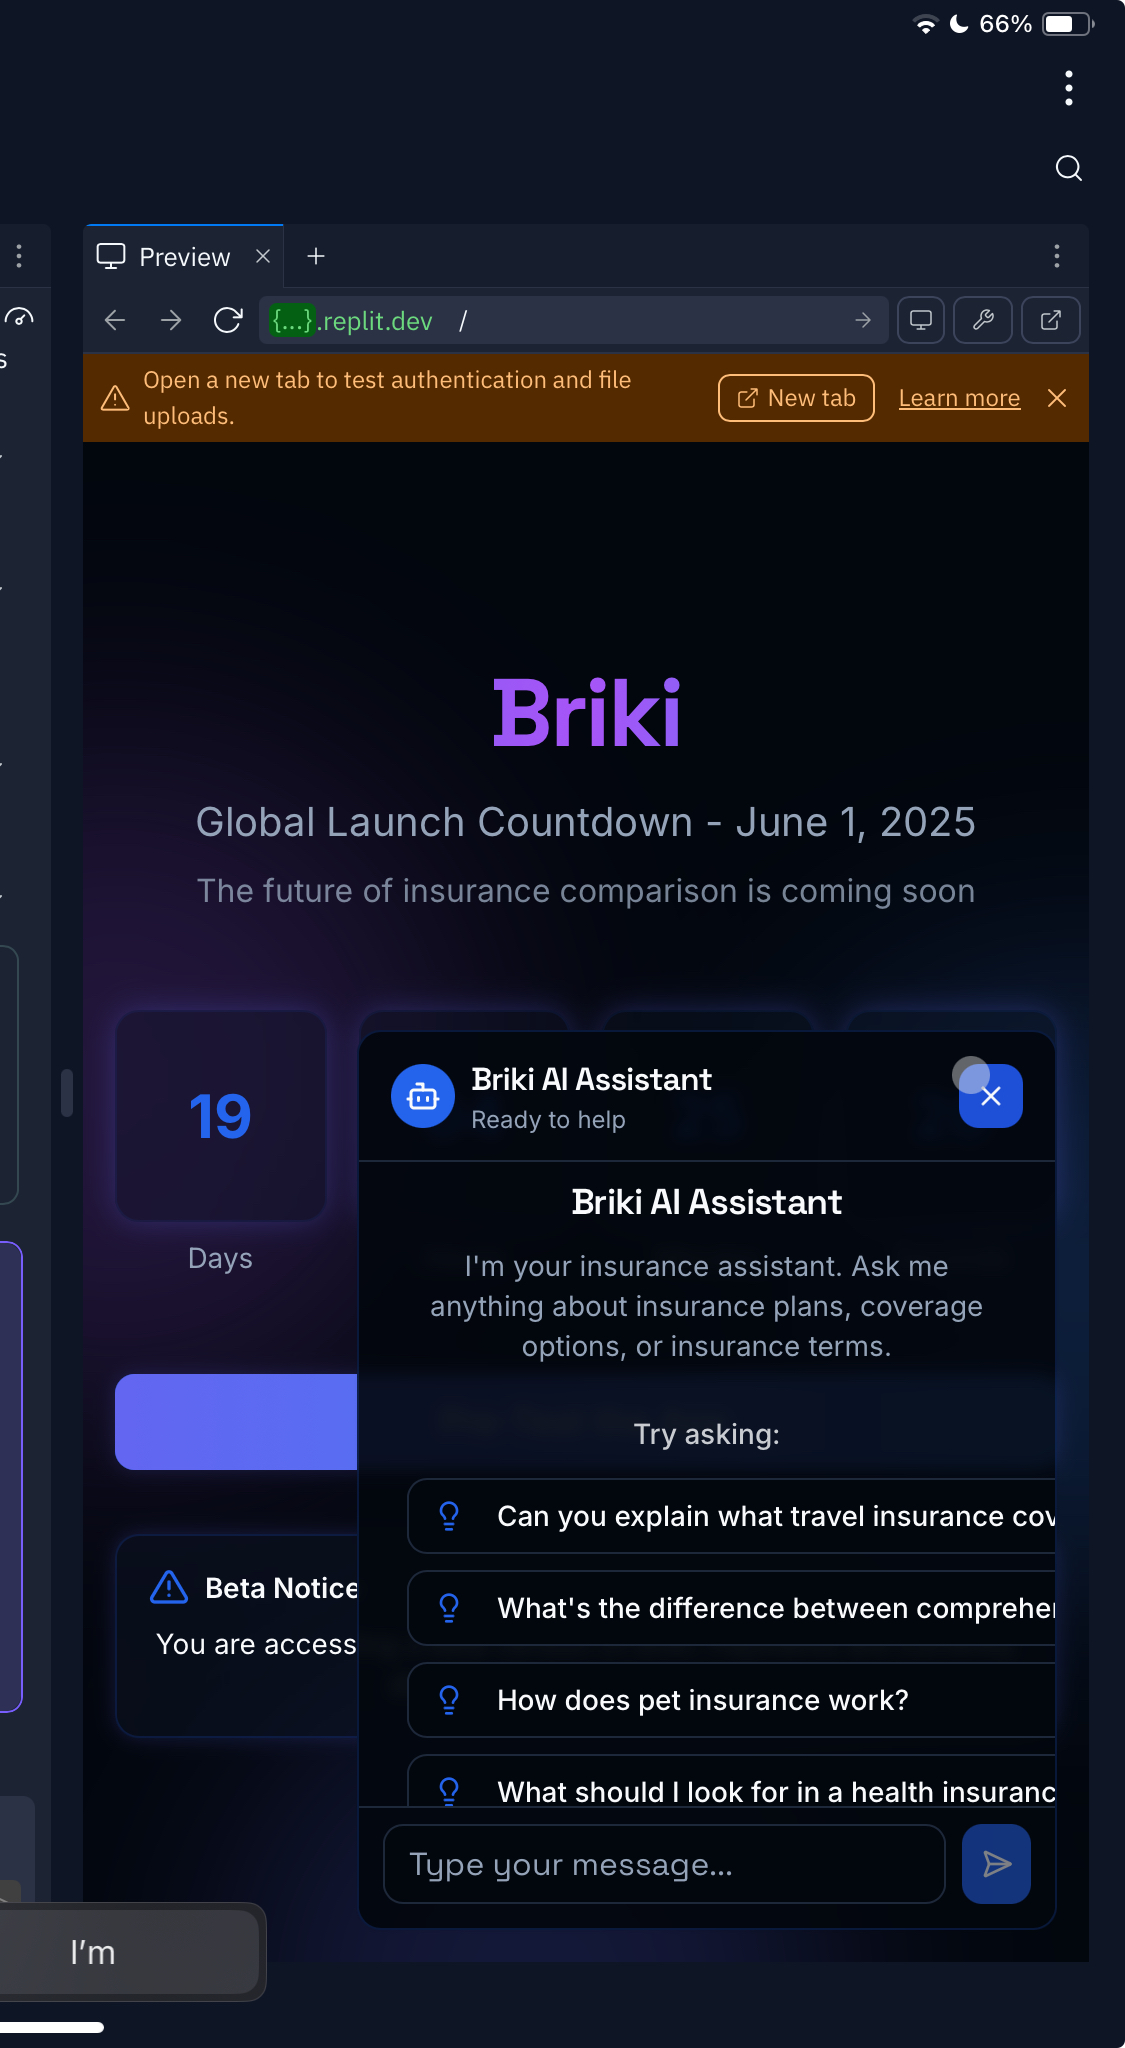 66%
Preview
{...}.replit.dev /
Open a new tab to test authentication and file
uploads.
New tab
Learn more
s
Briki
Global Launch Countdown - June 1, 2025
The future of insurance comparison is coming soon
19
Days
Briki AI Assistant
Ready to help
Briki AI Assistant
I'm your insurance assistant. Ask me
anything about insurance plans, coverage
options, or insurance terms.
Try asking:
Can you explain what travel insurance cov
What's the difference between comprehen
How does pet insurance work?
What should I look for in a health insuranc
Beta Notice
You are access
Type your message...
I'm